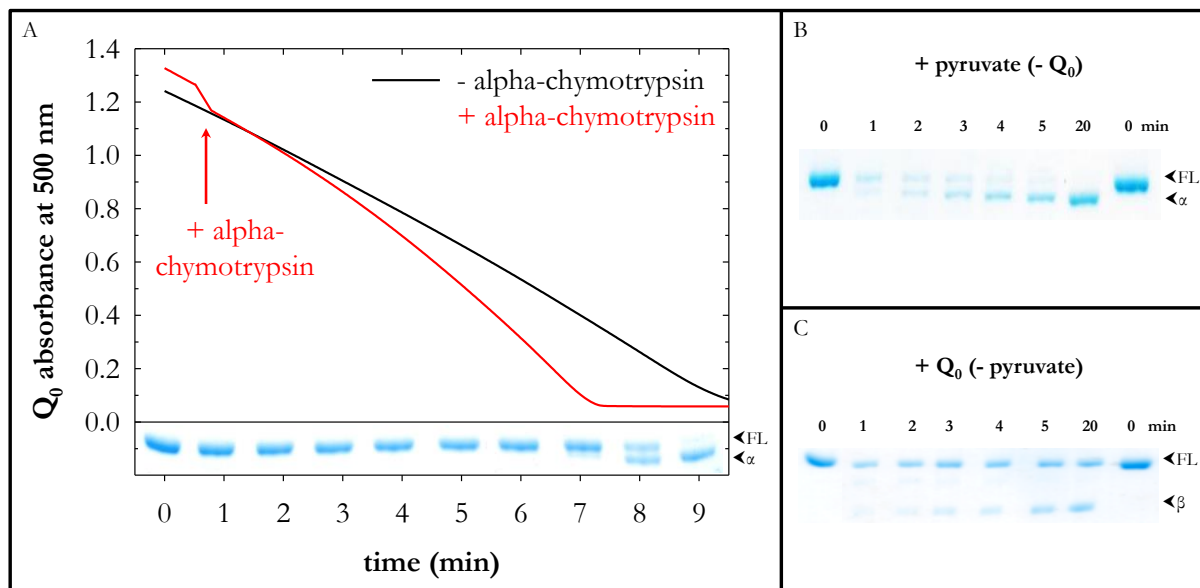 A
1.4
1.2
1.0
0.8
0.6
0.4
0.2
0.0
Q₀ absorbance at 500 nm
- alpha-chymotrypsin
+ alpha-chymotrypsin
+ alpha-
chymotrypsin
FL
α
0 1 2 3 4 5 6 7 8 9
time (min)
B
+ pyruvate (- Q₀)
0 1 2 3 4 5 20 0 min
FL
α
C
+ Q₀ (- pyruvate)
0 1 2 3 4 5 20 0 min
FL
β